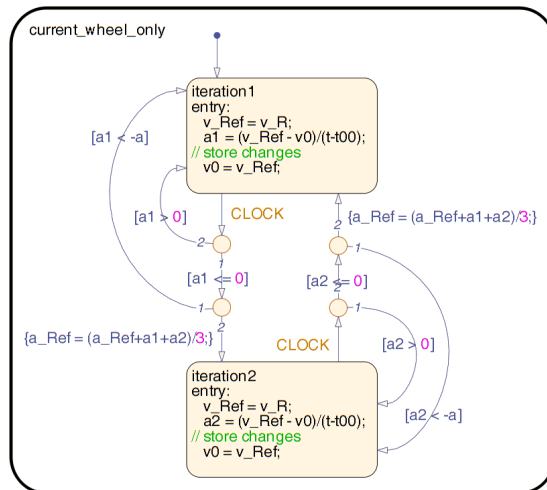 current_wheel_only
iteration1
entry:
v_Ref = v_R;
a1 = (v_Ref - v0)/(t-t00);
// store changes
v0 = v_Ref;
[a1 < -a]
[a1 > 0]
CLOCK
{a_Ref = (a_Ref+a1+a2)/3;}
2
2
1
1
[a1 <= 0]
[a2 <= 0]
2
1
1
2
{a_Ref = (a_Ref+a1+a2)/3;}
CLOCK
[a2 > 0]
iteration2
entry:
v_Ref = v_R;
a2 = (v_Ref - v0)/(t-t00);
// store changes
v0 = v_Ref;
[a2 < -a]